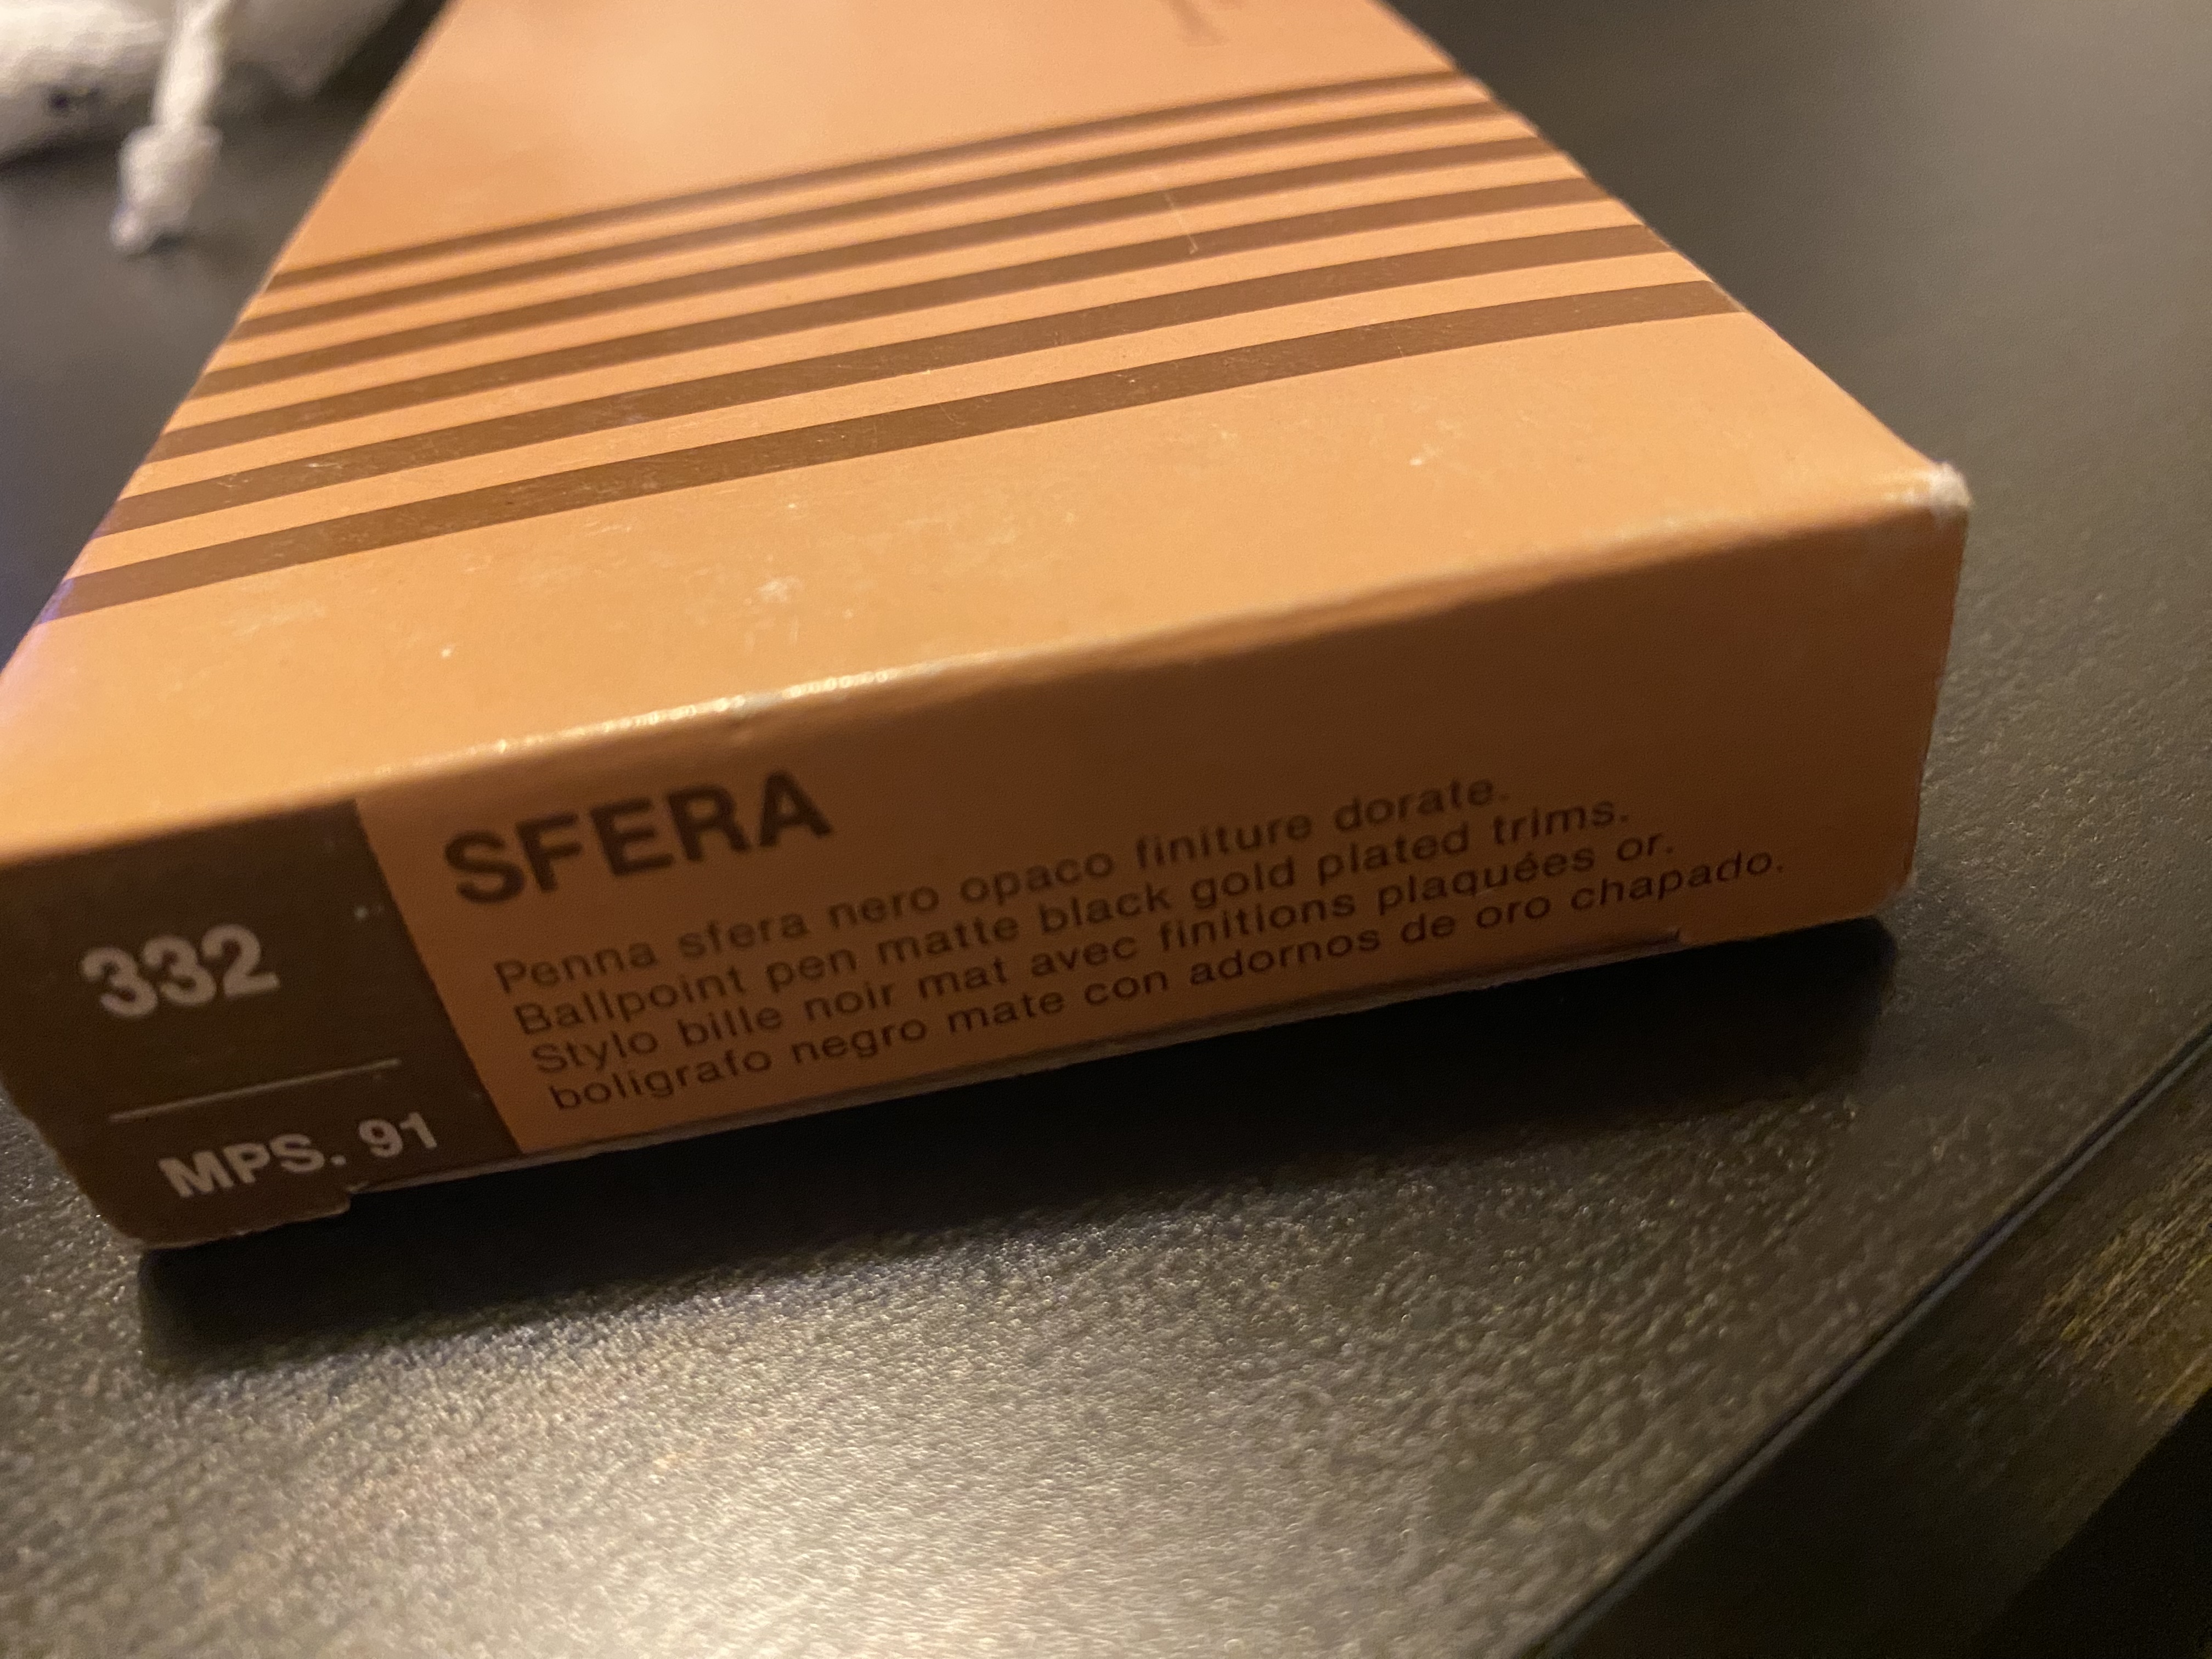 SFERA
Penna sfera nero opaco finiture dorate.
Ballpoint pen matte black gold plated trims.
Stylo bille noir mat avec finitions plaquées or.
boligrafo negro mate con adornos de oro chapado.
332
MPS. 91